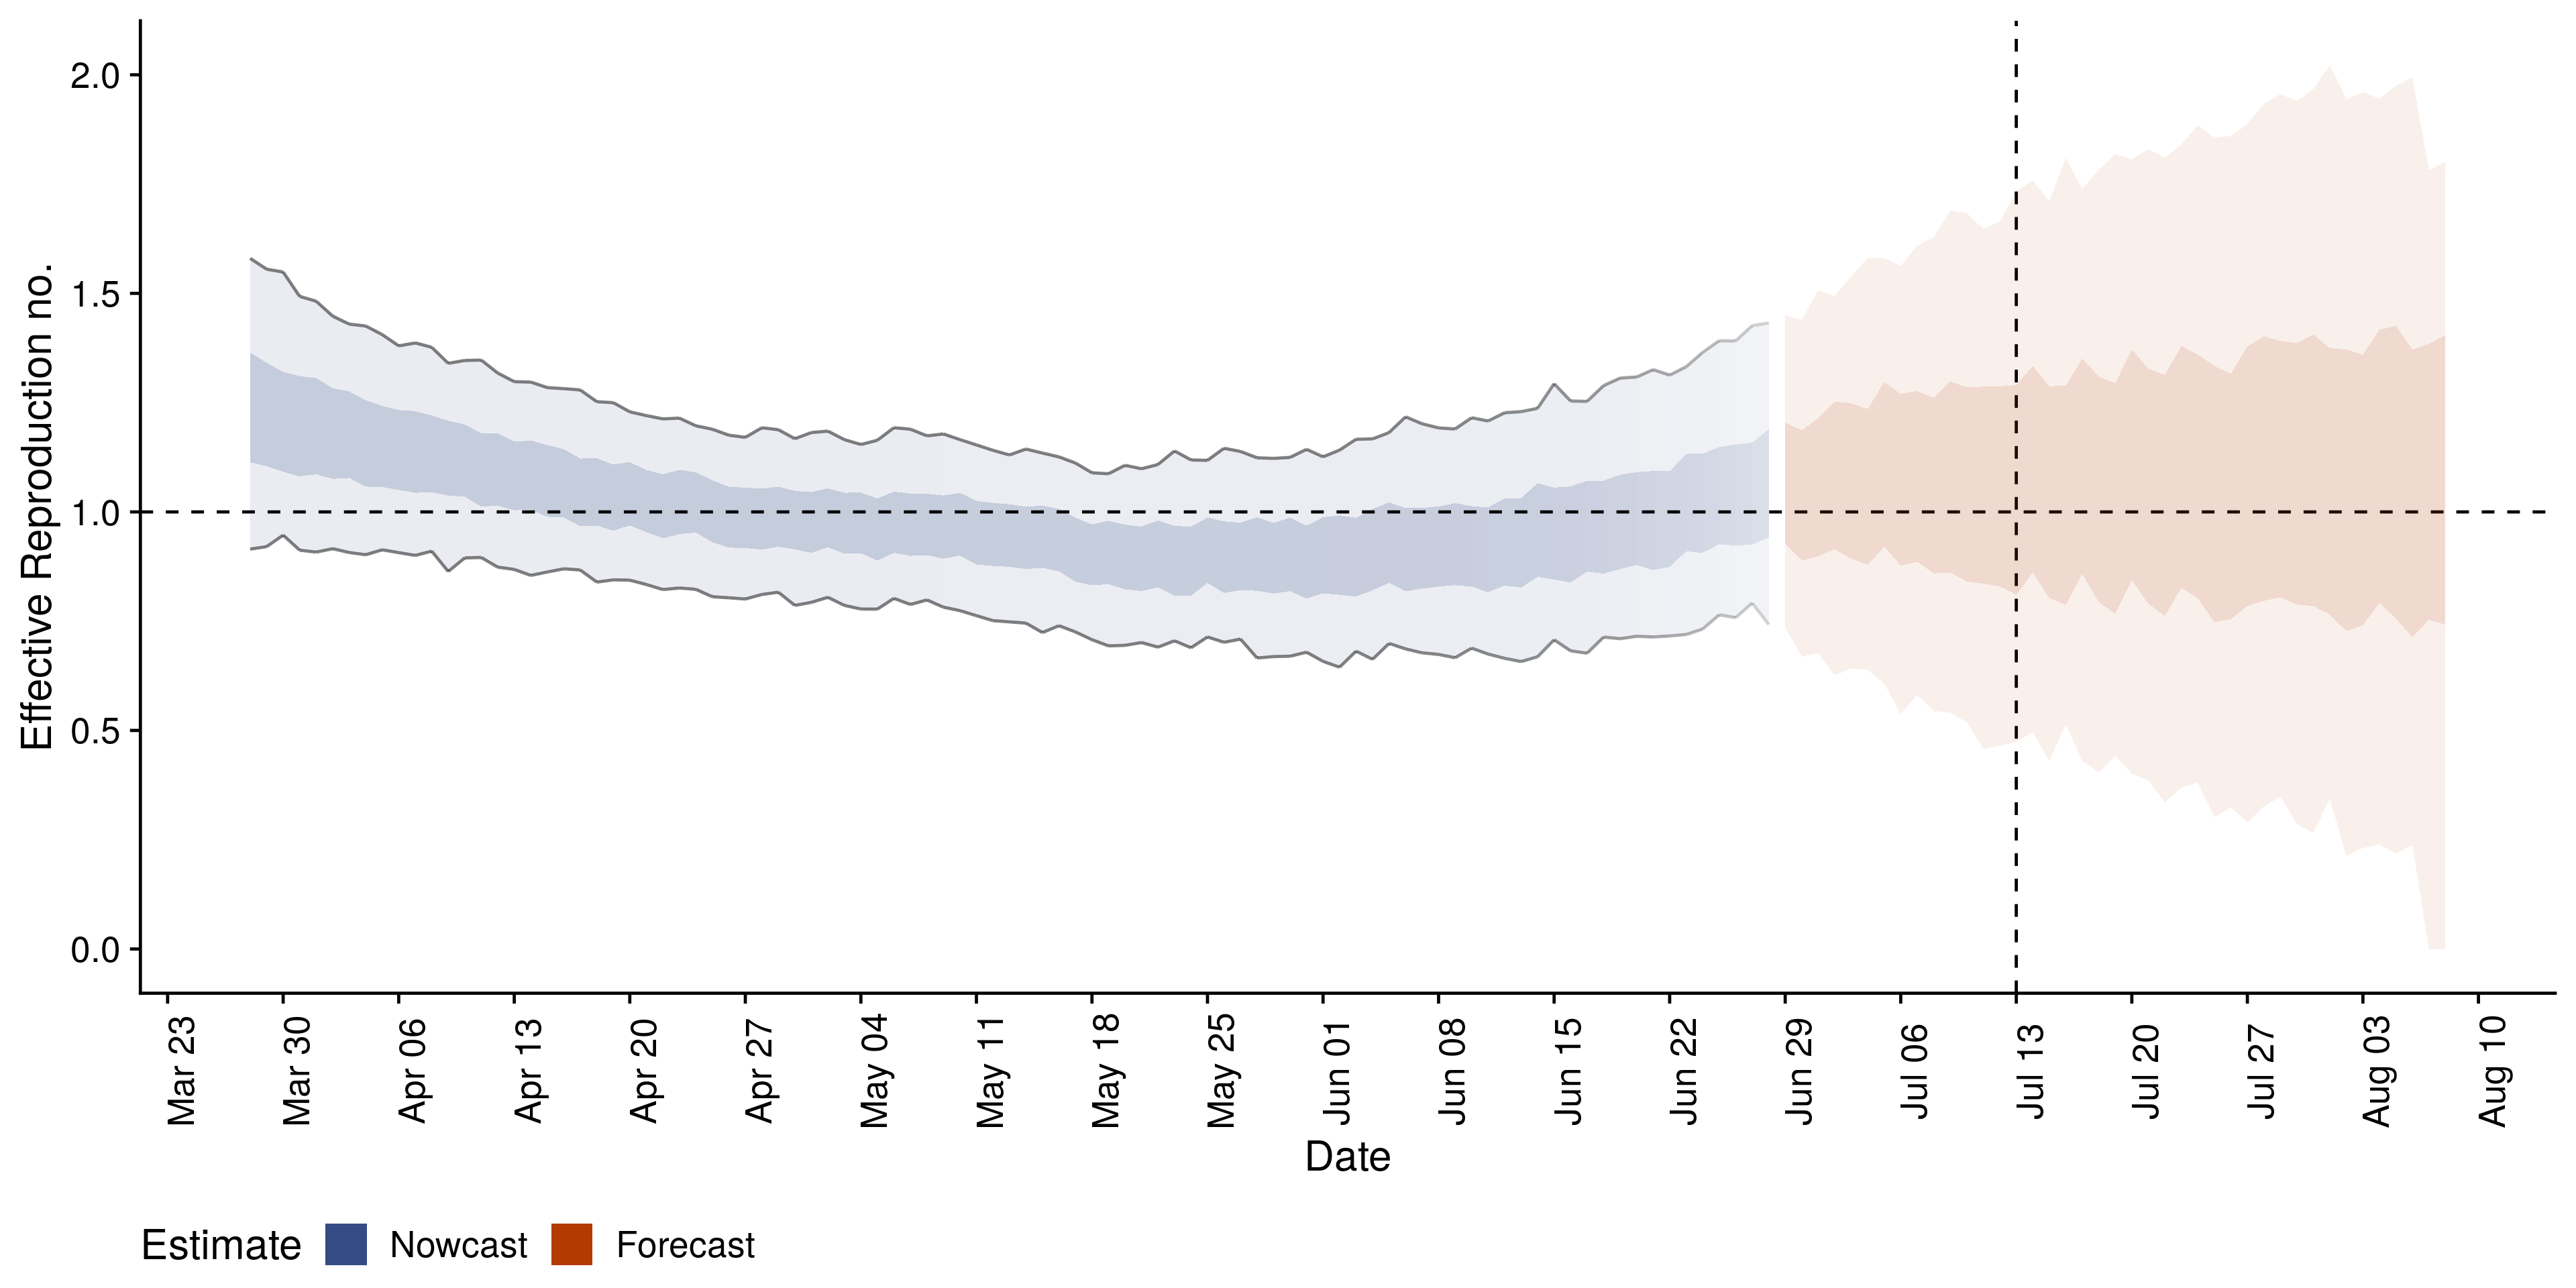 Effective Reproduction no.
2.0
1.5
1.0
0.5
0.0
Mar 23
Mar 30
Apr 06
Apr 13
Apr 20
Apr 27
May 04
May 11
May 18
May 25
Jun 01
Jun 08
Jun 15
Jun 22
Jun 29
Jul 06
Jul 13
Jul 20
Jul 27
Aug 03
Aug 10
Date
Estimate Nowcast Forecast